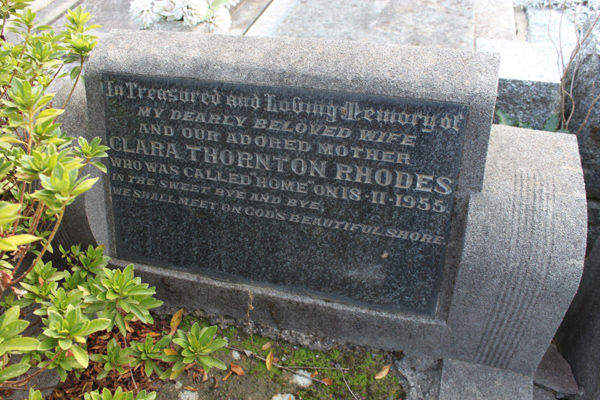 In Treasured and Loving Memory of
MY DEARLY BELOVED WIFE
AND OUR ADORED MOTHER
CLARA THORNTON RHODES
WHO WAS CALLED "HOME" ON 18-11-1955.
IN THE SWEET BYE AND BYE,
WE SHALL MEET ON GOD'S BEAUTIFUL SHORE.